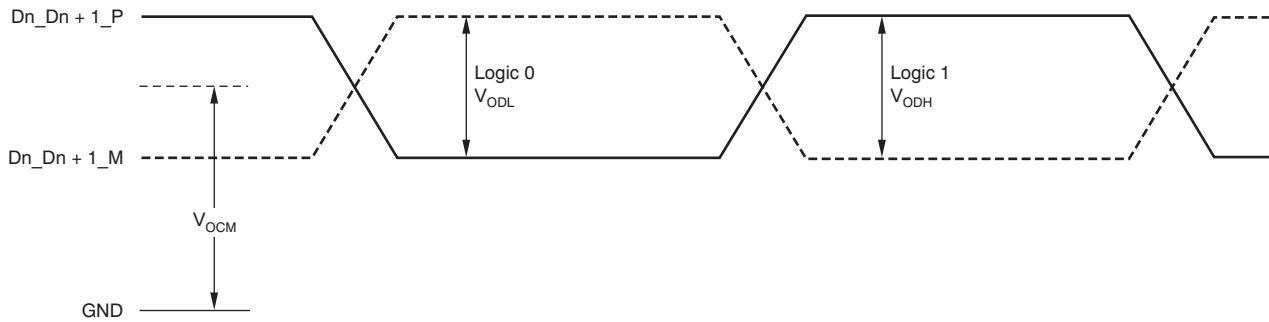 Dn_Dn + 1_P
Logic 0
VODL
Logic 1
VODH
Dn_Dn + 1_M
VOCM
GND